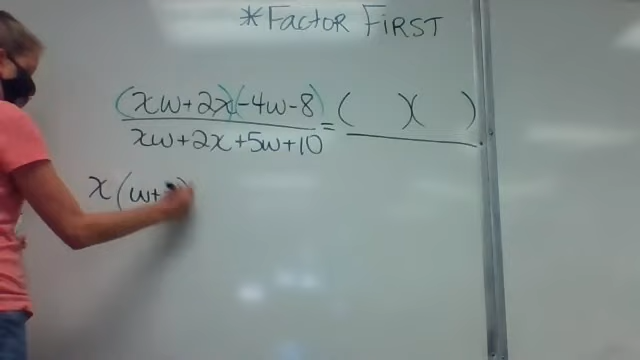 *FACTOR FIRST
(xw+2x)(-4w-8) = ( )( )
xw+2x+5w+10
x(w+